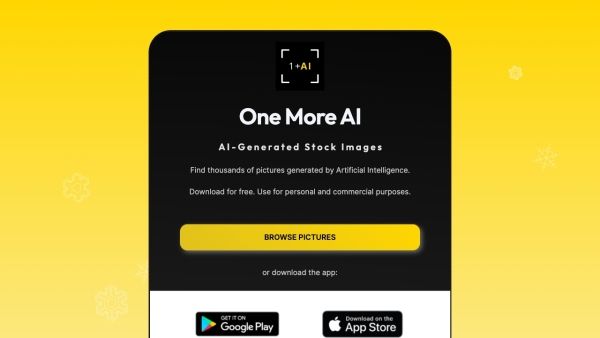 1+AI
One More AI
AI-Generated Stock Images
Find thousands of pictures generated by Artificial Intelligence.
Download for free. Use for personal and commercial purposes.
BROWSE PICTURES
or download the app:
GET IT ON
Google Play
Download on the
App Store